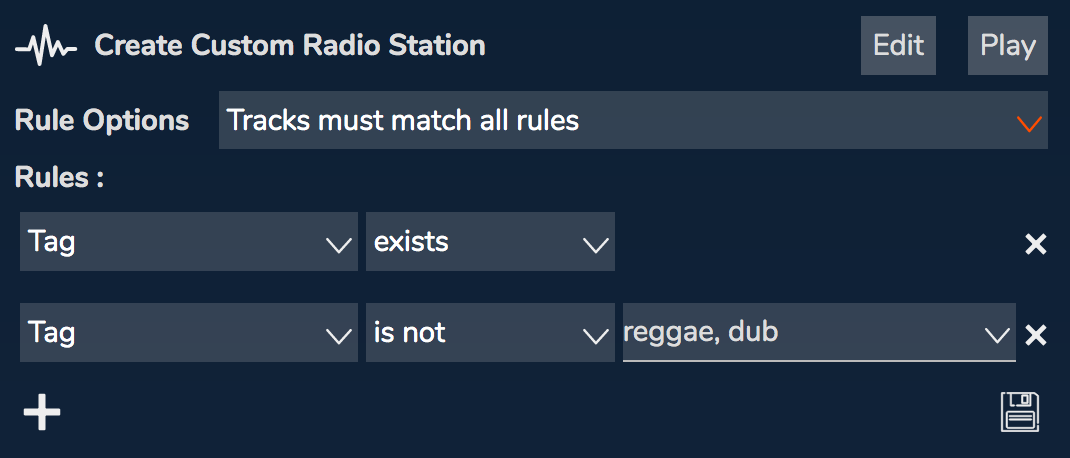 Create Custom Radio Station Edit Play
Rule Options Tracks must match all rules
Rules :
Tag exists
Tag is not reggae, dub